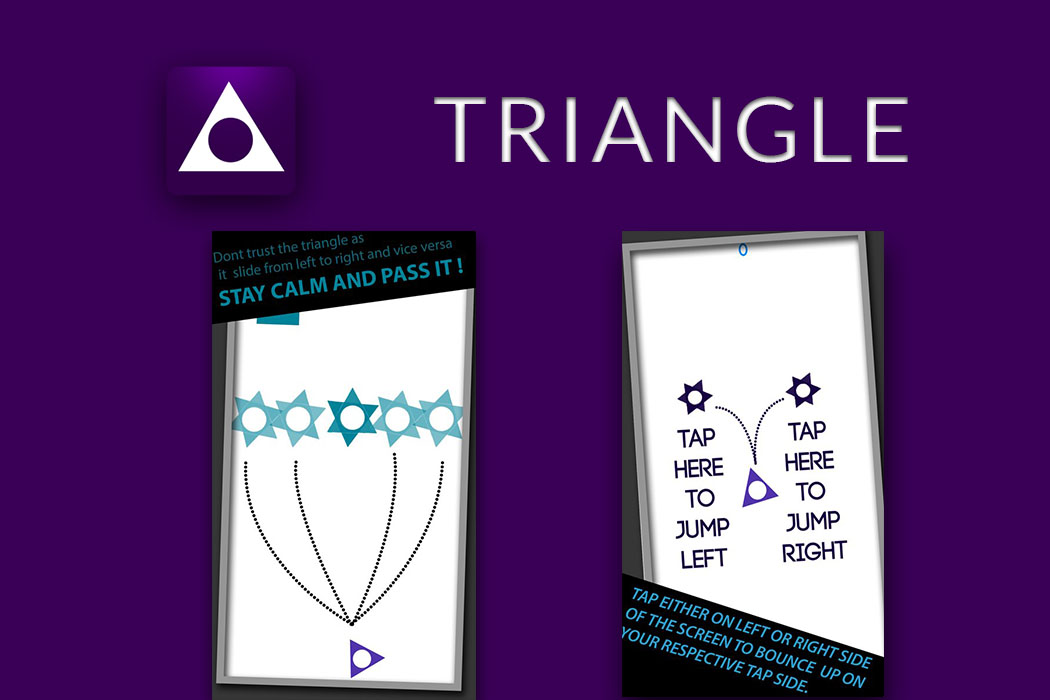 TRIANGLE
Dont trust the triangle as
it slide from left to right and vice versa
STAY CALM AND PASS IT !
0
TAP
HERE
TO
JUMP
LEFT
TAP
HERE
TO
JUMP
RIGHT
TAP EITHER ON LEFT OR RIGHT SIDE
OF THE SCREEN TO BOUNCE UP ON
YOUR RESPECTIVE TAP SIDE.